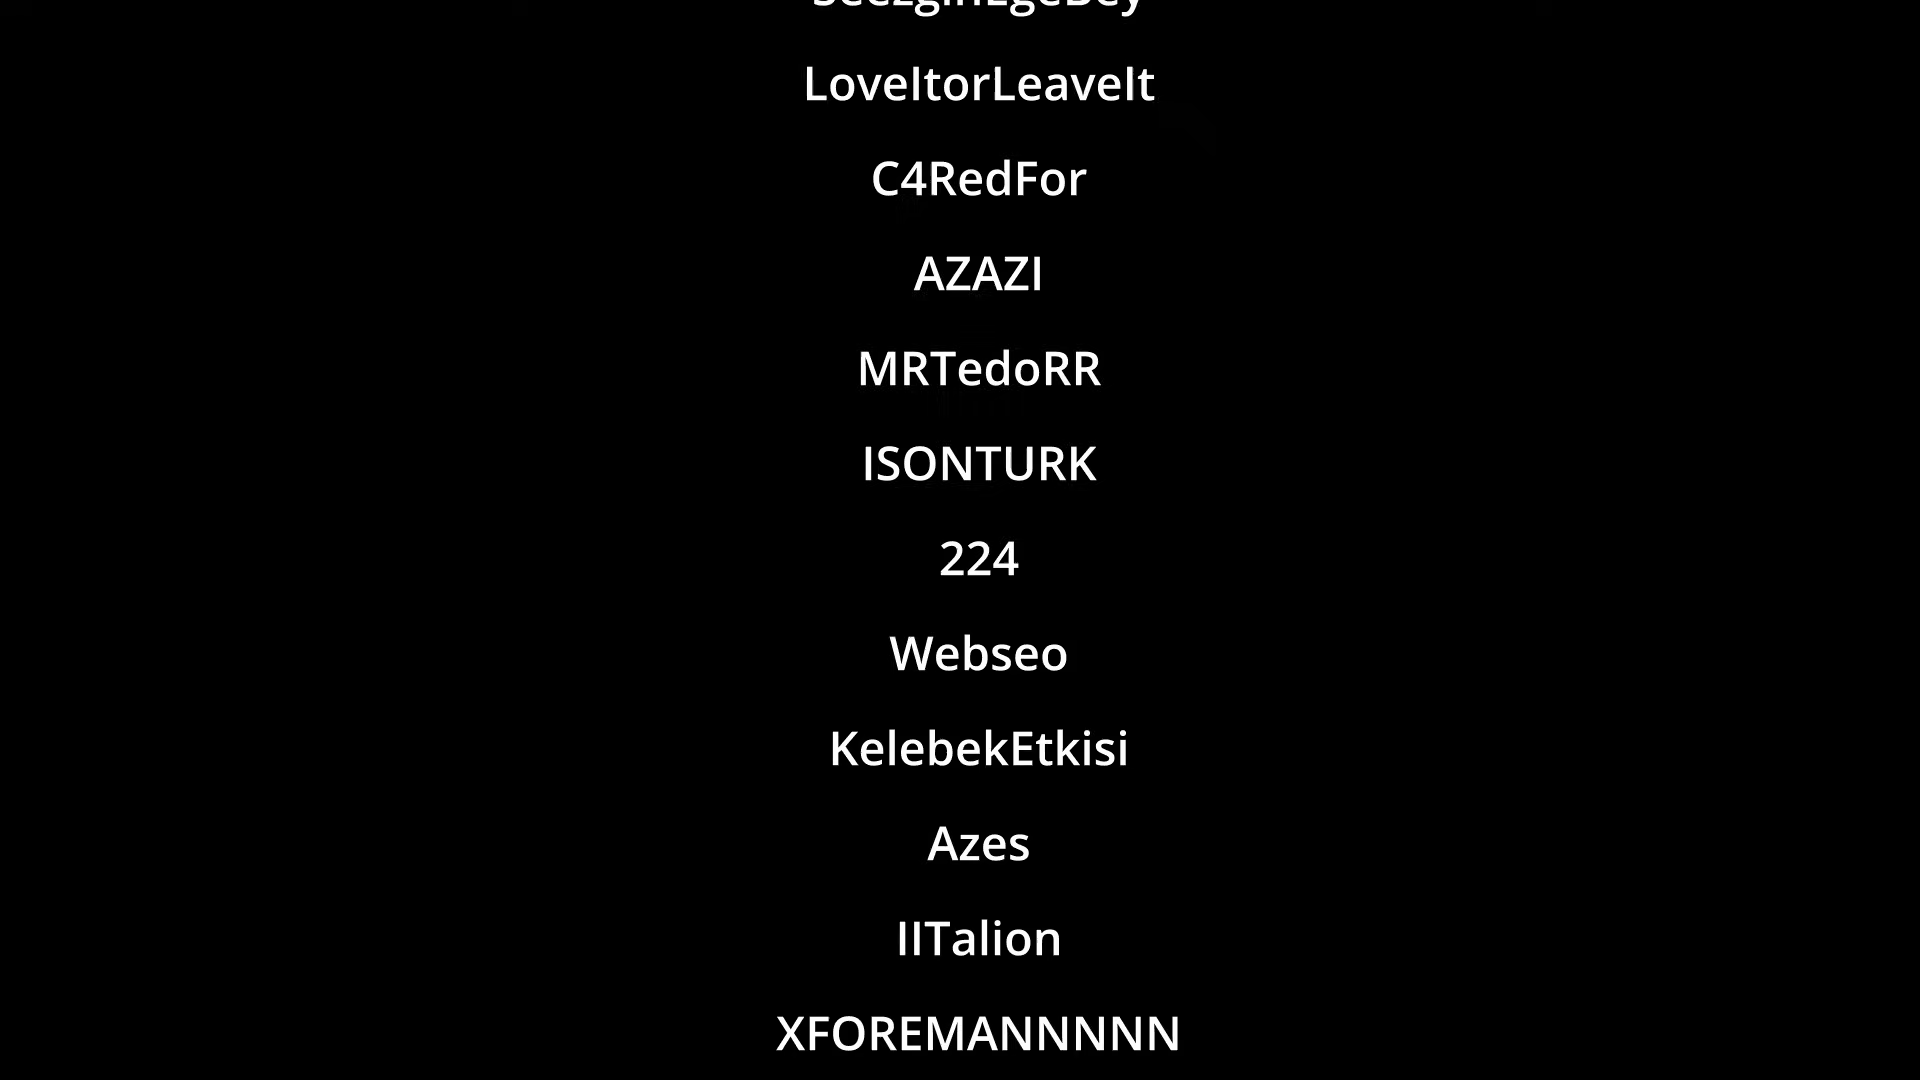 LoveItorLeaveIt
C4RedFor
AZAZI
MRTedoRR
ISONTURK
224
Webseo
KelebekEtkisi
Azes
IITalion
XFOREMANNNNN